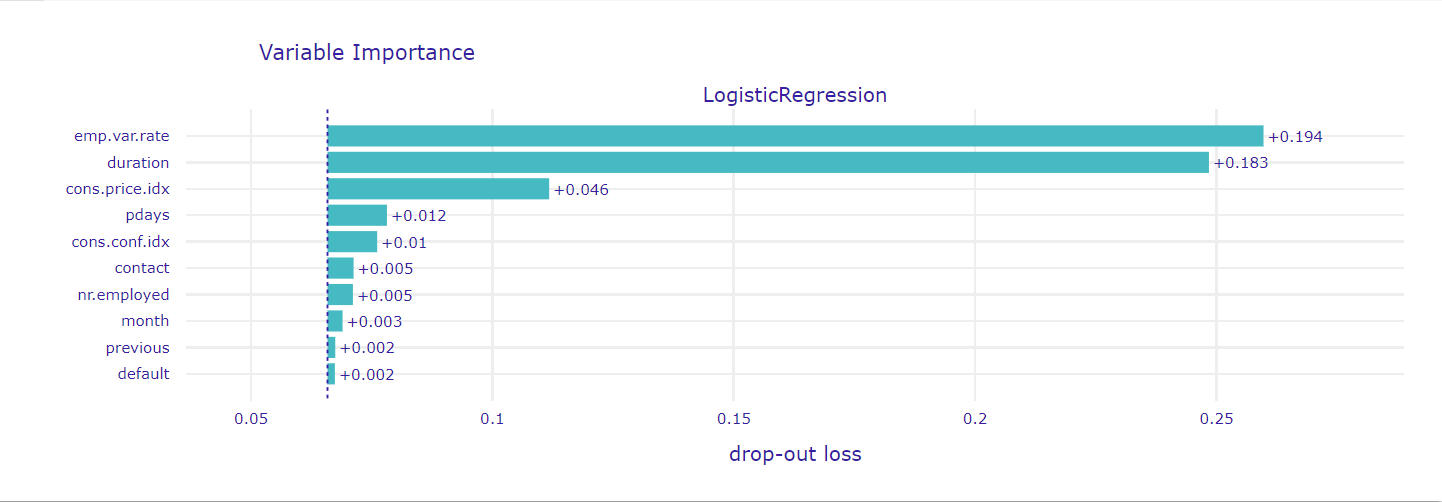 Variable Importance
LogisticRegression
emp.var.rate +0.194
duration +0.183
cons.price.idx +0.046
pdays +0.012
cons.conf.idx +0.01
contact +0.005
nr.employed +0.005
month +0.003
previous +0.002
default +0.002
0.05 0.1 0.15 0.2 0.25
drop-out loss